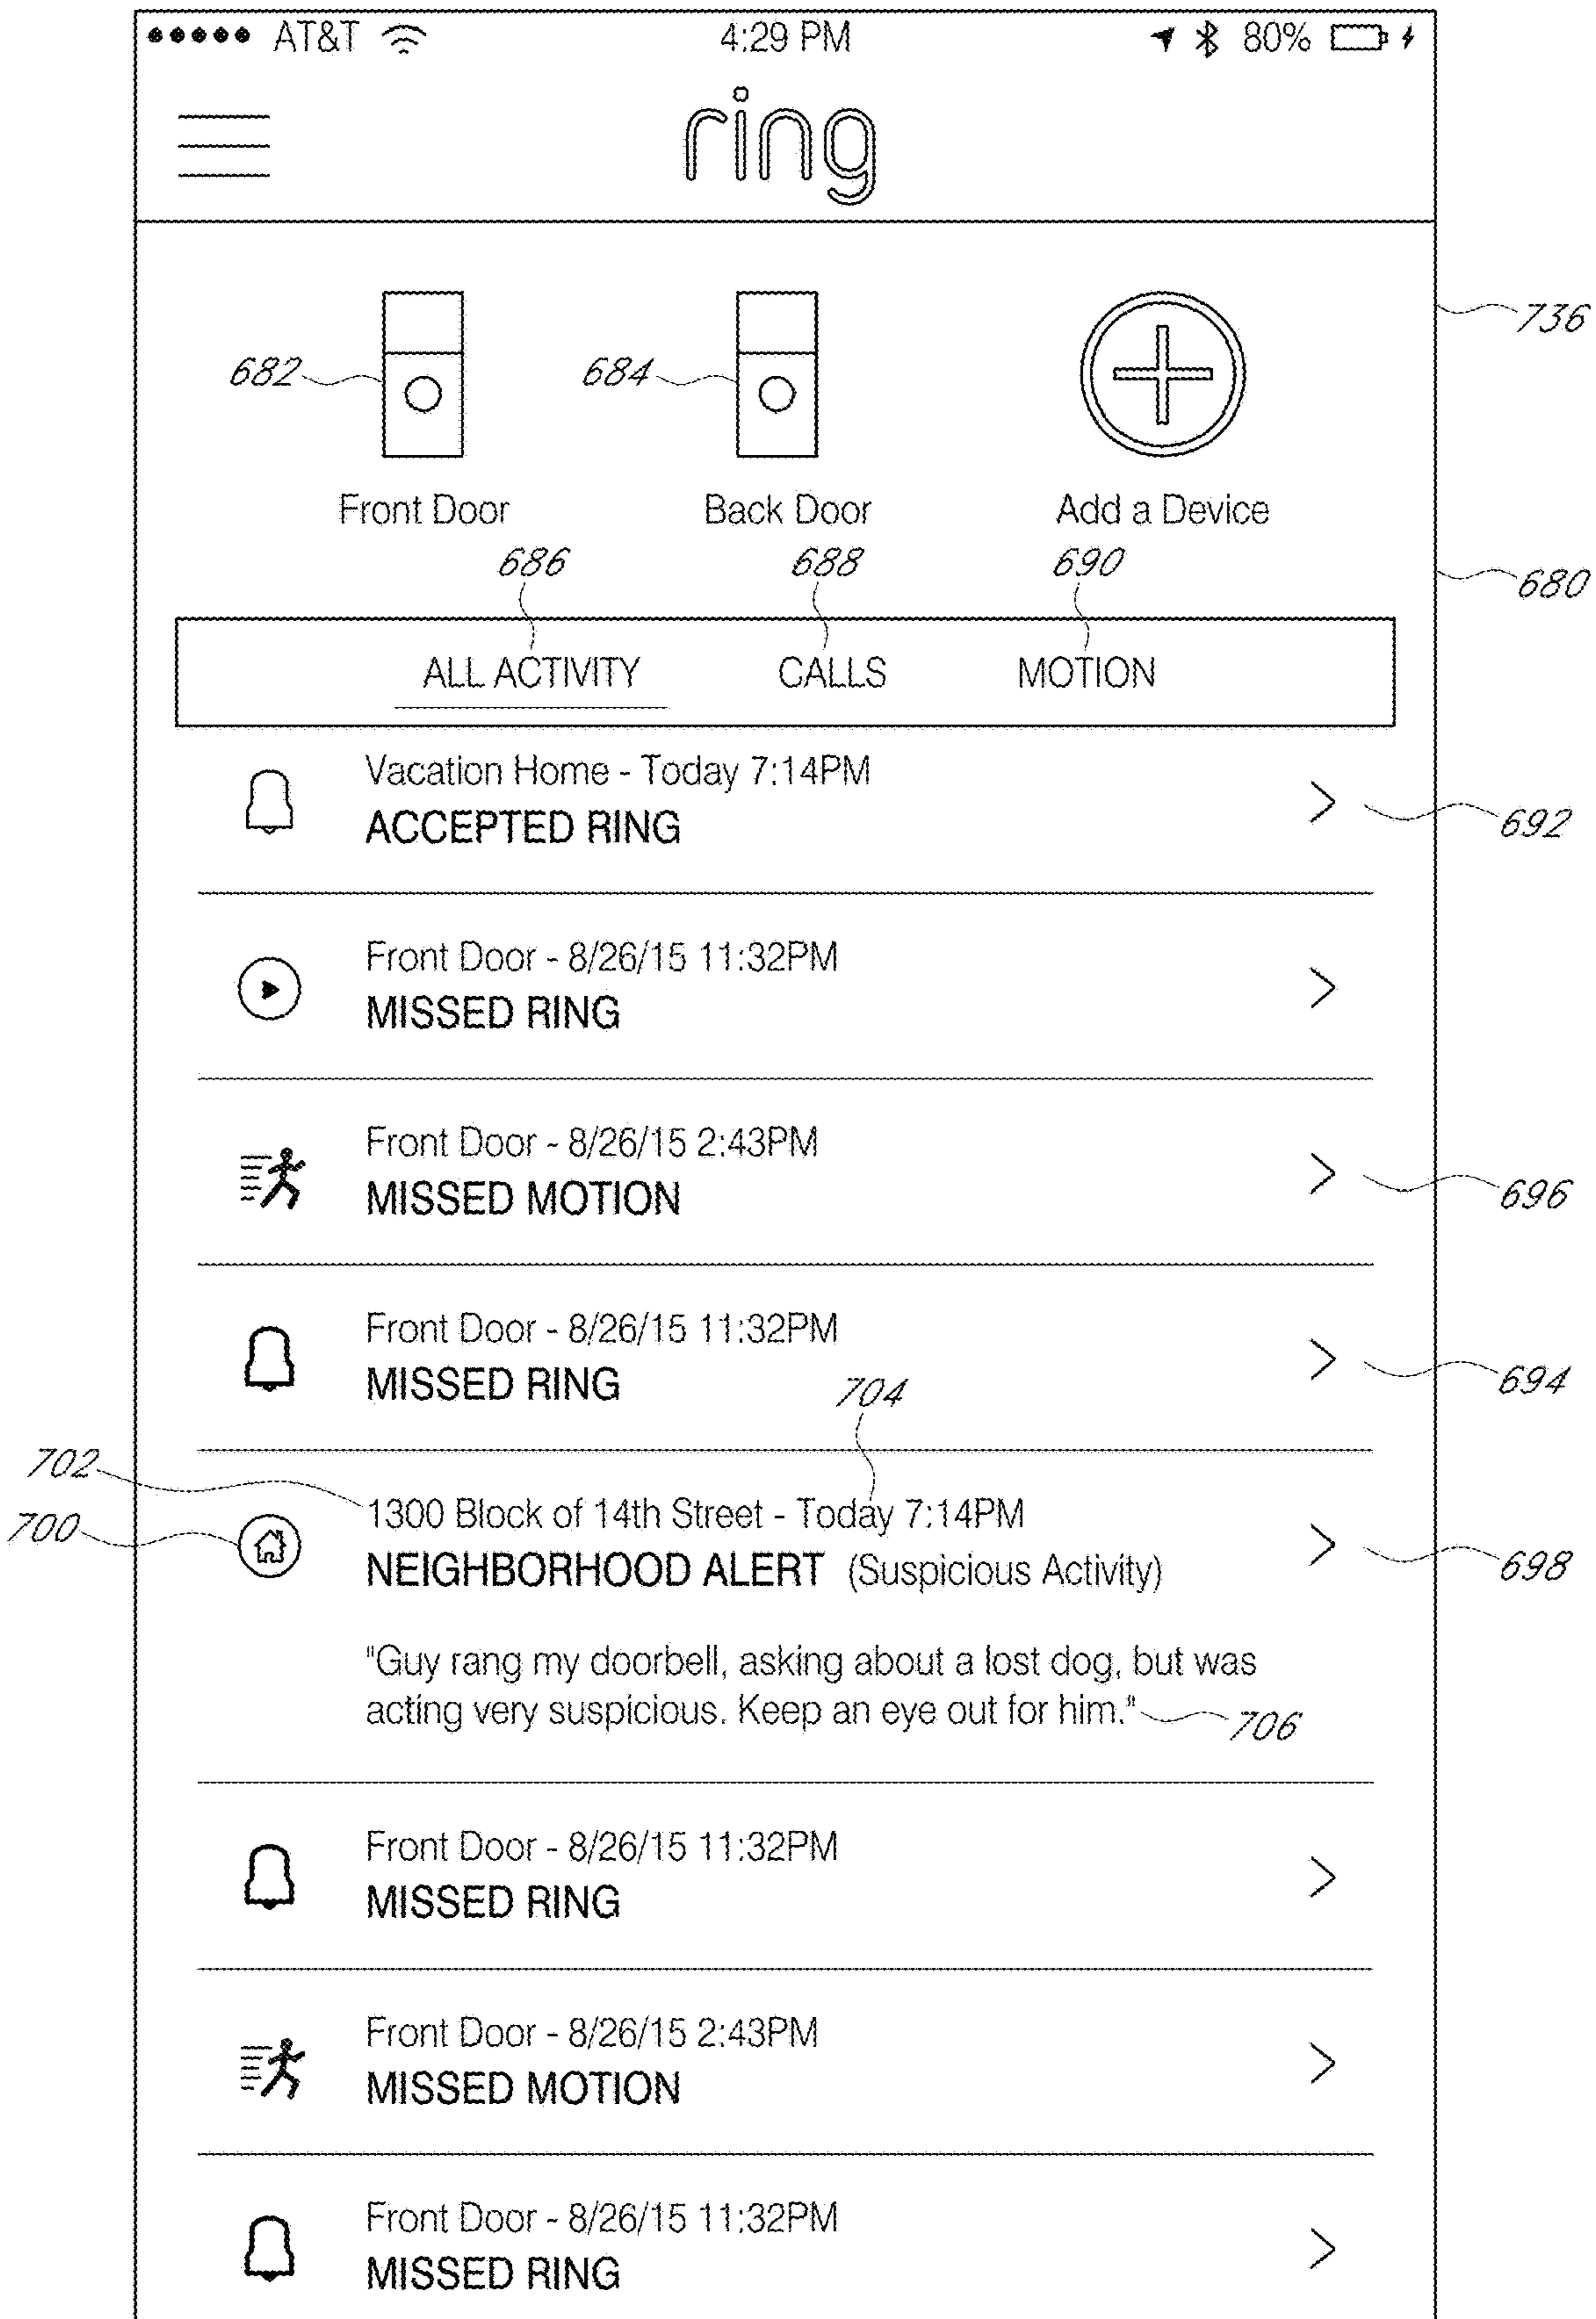 AT&T 4:29 PM 80%
ring
736
682 684
Front Door Back Door Add a Device
686 688 690
680
ALL ACTIVITY CALLS MOTION
Vacation Home - Today 7:14PM
ACCEPTED RING
692
Front Door - 8/26/15 11:32PM
MISSED RING
Front Door - 8/26/15 2:43PM
MISSED MOTION
696
Front Door - 8/26/15 11:32PM
MISSED RING
694
704
702
1300 Block of 14th Street - Today 7:14PM
700
NEIGHBORHOOD ALERT (Suspicious Activity)
698
"Guy rang my doorbell, asking about a lost dog, but was
acting very suspicious. Keep an eye out for him."
706
Front Door - 8/26/15 11:32PM
MISSED RING
Front Door - 8/26/15 2:43PM
MISSED MOTION
Front Door - 8/26/15 11:32PM
MISSED RING